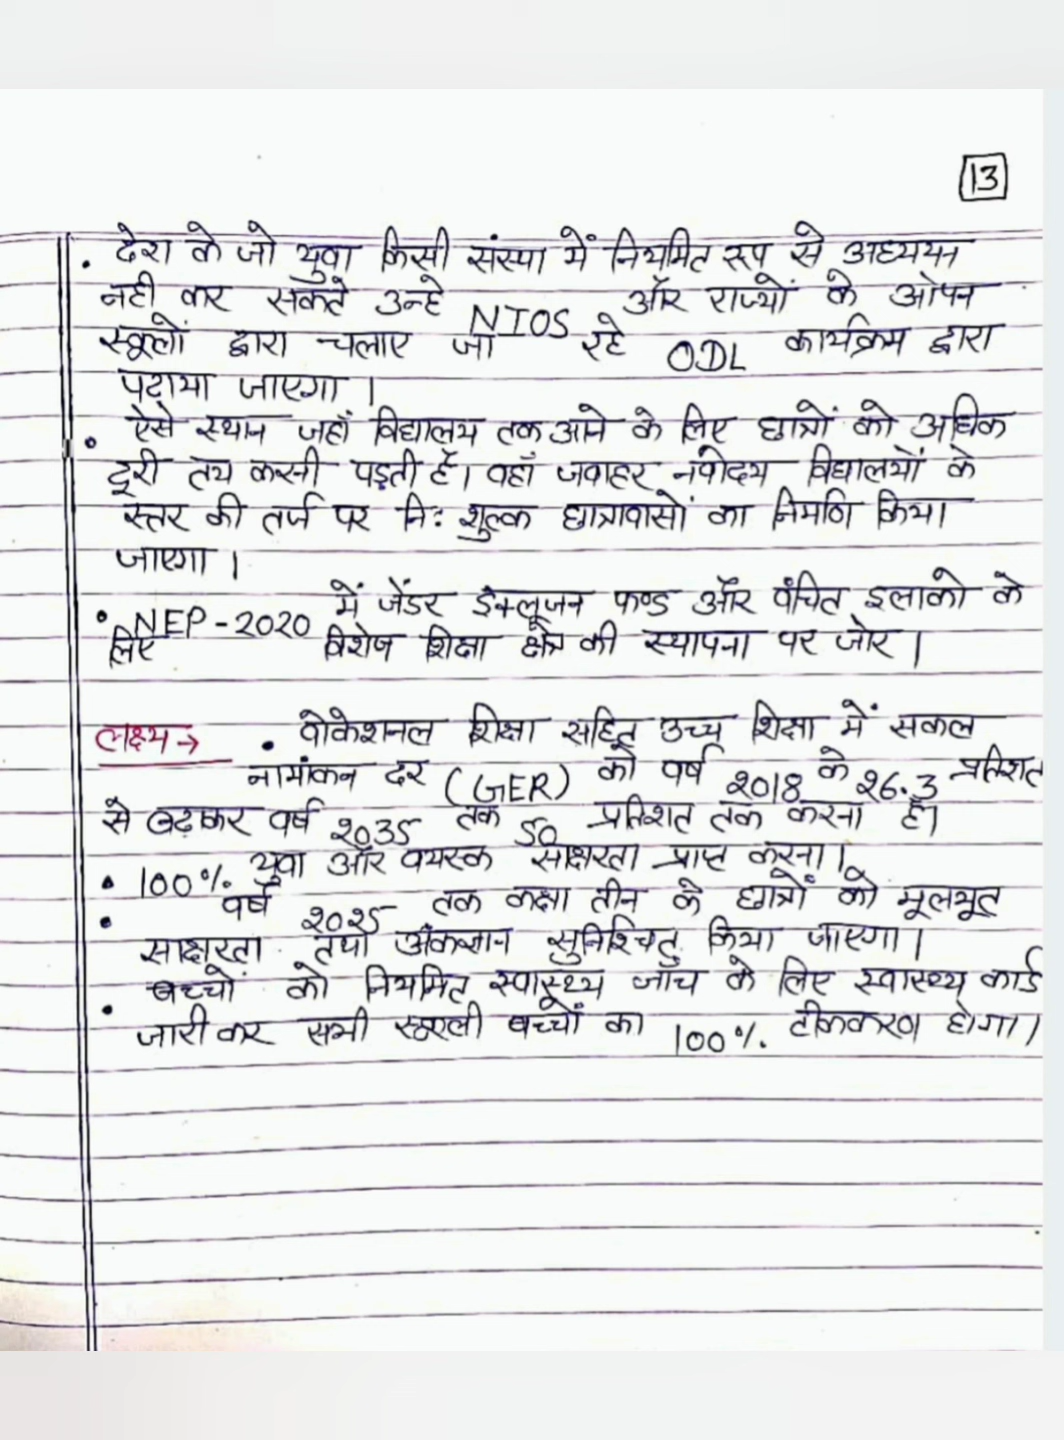 13
• देश के जो युवा किसी संस्था में नियमित रूप से अध्ययन
नही कर सकते उन्हे NIOS और राज्यों के ओपन
स्कूलों द्वारा चलाए जा रहे ODL कार्यक्रम द्वारा
पढ़ाया जाएगा।
• ऐसे स्थान जहाँ विद्यालय तक आने के लिए छात्रों को अधिक
दूरी तय करनी पड़ती है। वहाँ जवाहर नवोदय विद्यालयों के
स्तर की तर्ज पर नि: शुल्क छात्रावासों का निर्माण किया
जाएगा।
• NEP-2020 में जेंडर इंक्लूजन फण्ड और वंचित इलाको के
लिए विशेष शिक्षा क्षेत्र की स्थापना पर जोर।
लक्ष्य → • वोकेशनल शिक्षा सहित उच्च शिक्षा में सकल
नामांकन दर (GER) को वर्ष 2018 के 26.3 प्रतिशत
से बढ़ाकर वर्ष 2035 तक 50 प्रतिशत तक करना है।
• 100% युवा और वयस्क साक्षरता प्राप्त करना।
• वर्ष 2025 तक कक्षा तीन के छात्रों को मूलभूत
साक्षरता तथा अंकज्ञान सुनिश्चित किया जाएगा।
• बच्चों को नियमित स्वास्थ्य जाँच के लिए स्वास्थ्य कार्ड
जारी कर सभी स्कूली बच्चों का 100% टीककरण होगा।